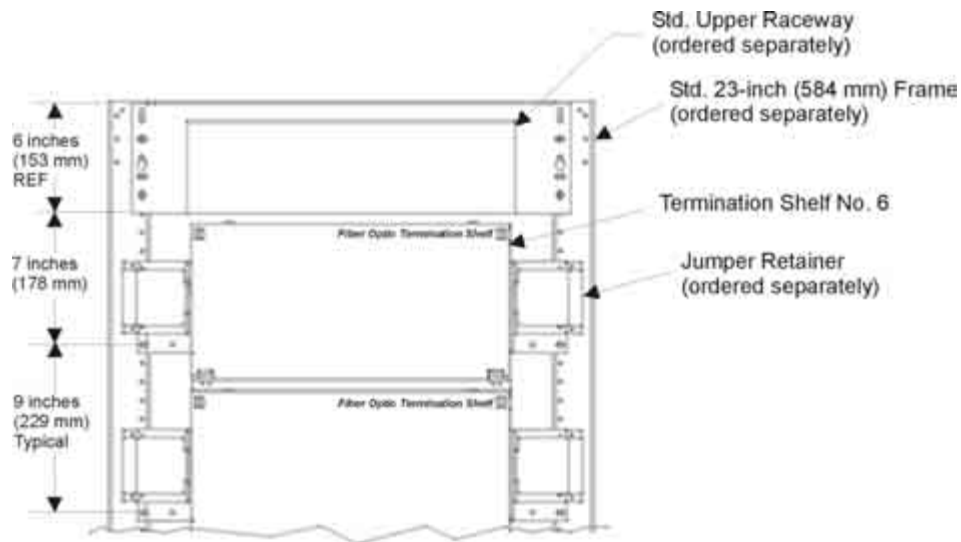 Std. Upper Raceway
(ordered separately)
Std. 23-inch (584 mm) Frame
(ordered separately)
6 inches
(153 mm)
REF
Termination Shelf No. 6
Fiber Optic Termination Shelf
7 inches
(178 mm)
Jumper Retainer
(ordered separately)
9 inches
(229 mm)
Typical
Fiber Optic Termination Shelf